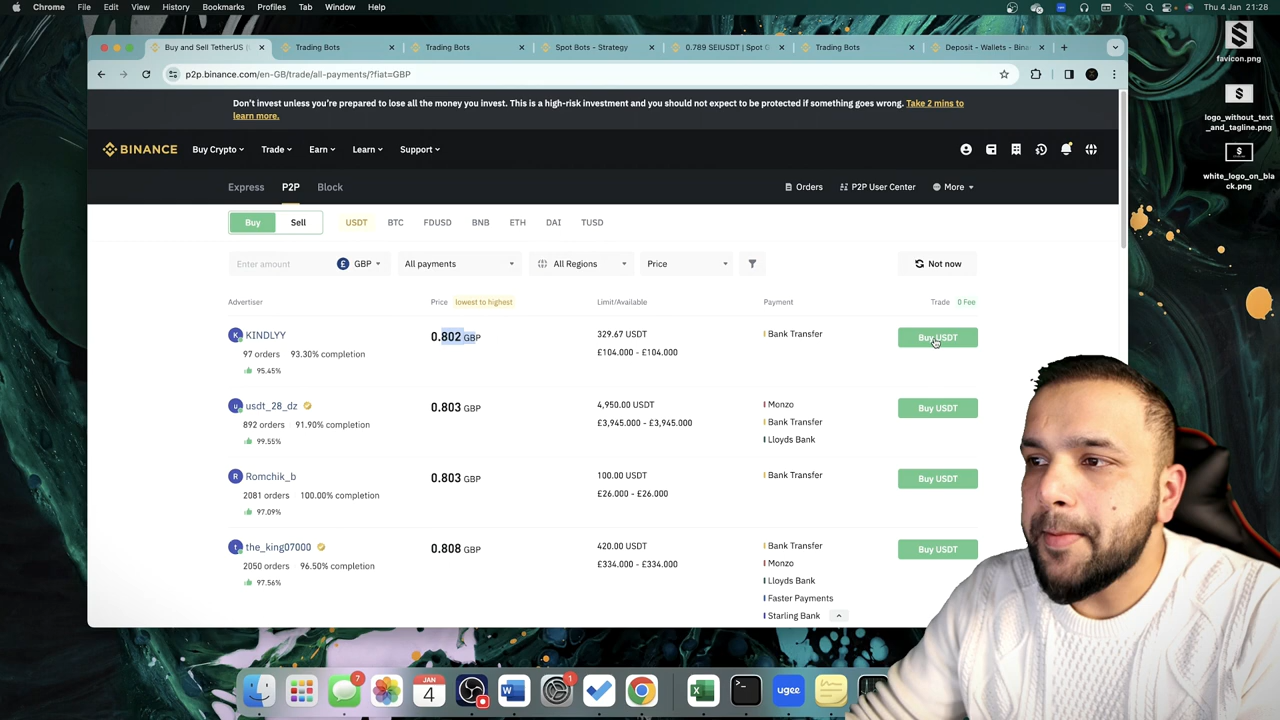 Chrome File Edit View History Bookmarks Profiles Tab Window Help
Thu 4 Jan 21:28
Buy and Sell TetherUS (
Trading Bots
Trading Bots
Spot Bots - Strategy
0.789 SEIUSDT | Spot G
Trading Bots
Deposit - Wallets - Bina
p2p.binance.com/en-GB/trade/all-payments/?fiat=GBP
Don't invest unless you're prepared to lose all the money you invest. This is a high-risk investment and you should not expect to be protected if something goes wrong. Take 2 mins to
learn more.
BINANCE Buy Crypto Trade Earn Learn Support
Express P2P Block
Orders P2P User Center More
Buy Sell USDT BTC FDUSD BNB ETH DAI TUSD
Enter amount £ GBP All payments All Regions Price Not now
Advertiser Price lowest to highest Limit/Available Payment Trade 0 Fee
K KINDLYY 0.802 GBP 329.67 USDT Bank Transfer Buy USDT
97 orders 93.30% completion £104.000 - £104.000
95.45%
u usdt_28_dz 0.803 GBP 4,950.00 USDT Monzo Buy USDT
892 orders 91.90% completion £3,945.000 - £3,945.000 Bank Transfer
99.55% Lloyds Bank
R Romchik_b 0.803 GBP 100.00 USDT Bank Transfer Buy USDT
2081 orders 100.00% completion £26.000 - £26.000
97.09%
t the_king07000 0.808 GBP 420.00 USDT Bank Transfer Buy USDT
2050 orders 96.50% completion £334.000 - £334.000 Monzo
97.56% Lloyds Bank
Faster Payments
Starling Bank
favicon.png
$
logo_without_text
_and_tagline.png
$
white_logo_on_bla
ck.png
7
JAN
4
W
1
X
>_
ugee